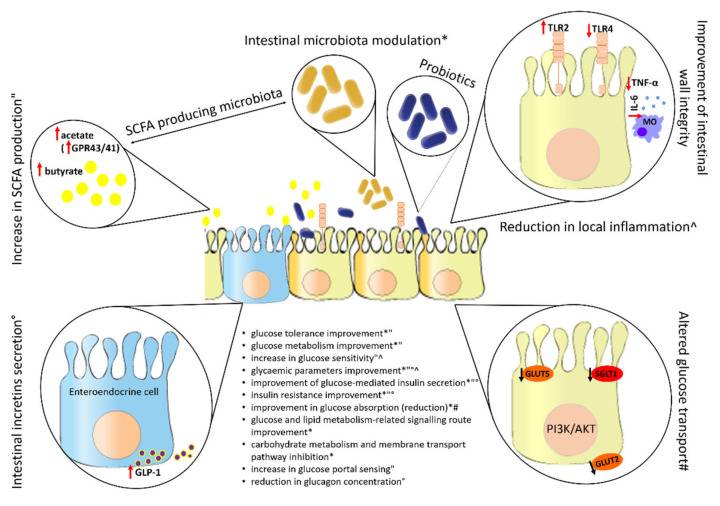 Intestinal microbiota modulation*
Probiotics
SCFA producing microbiota
Increase in SCFA production"
acetate
(GPR43/41)
butyrate
TLR2
TLR4
TNF-α
IL-6
MO
Improvement of intestinal
wall integrity
Reduction in local inflammation^
Intestinal incretins secretion°
Enteroendocrine cell
GLP-1
• glucose tolerance improvement*"
• glucose metabolism improvement*"
• increase in glucose sensitivity°^
• glycaemic parameters improvement*"°^
• improvement of glucose-mediated insulin secretion*"°
• insulin resistance improvement*"°
• improvement in glucose absorption (reduction)*#
• glucose and lipid metabolism-related signalling route
improvement*
• carbohydrate metabolism and membrane transport
pathway inhibition*
• increase in glucose portal sensing"
• reduction in glucagon concentration°
Altered glucose transport#
GLUT5
SGLT1
PI3K/AKT
GLUT2